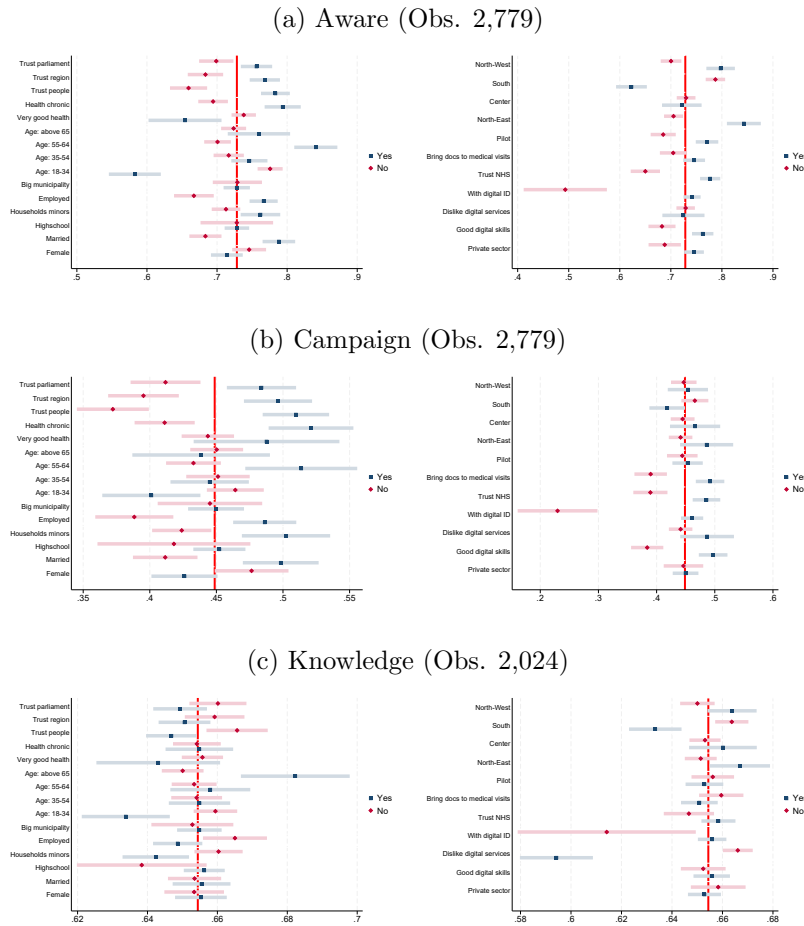 (a) Aware (Obs. 2,779)
Trust parliament
Trust region
Trust people
Health chronic
Very good health
Age: above 65
Age: 55-64
Age: 35-54
Age: 18-34
Big municipality
Employed
Households minors
Highschool
Married
Female
.5 .6 .7 .8 .9
Yes
No
North-West
South
Center
North-East
Pilot
Bring docs to medical visits
Trust NHS
With digital ID
Dislike digital services
Good digital skills
Private sector
.4 .5 .6 .7 .8 .9
Ye
No
(b) Campaign (Obs. 2,779)
Trust parliament
Trust region
Trust people
Health chronic
Very good health
Age: above 65
Age: 55-64
Age: 35-54
Age: 18-34
Big municipality
Employed
Households minors
Highschool
Married
Female
.35 .4 .45 .5 .55
Yes
No
North-West
South
Center
North-East
Pilot
Bring docs to medical visits
Trust NHS
With digital ID
Dislike digital services
Good digital skills
Private sector
.2 .3 .4 .5 .6
Ye
No
(c) Knowledge (Obs. 2,024)
Trust parliament
Trust region
Trust people
Health chronic
Very good health
Age: above 65
Age: 55-64
Age: 35-54
Age: 18-34
Big municipality
Employed
Households minors
Highschool
Married
Female
.62 .64 .66 .68 .7
Yes
No
North-West
South
Center
North-East
Pilot
Bring docs to medical visits
Trust NHS
With digital ID
Dislike digital services
Good digital skills
Private sector
.58 .6 .62 .64 .66 .68
Ye
No